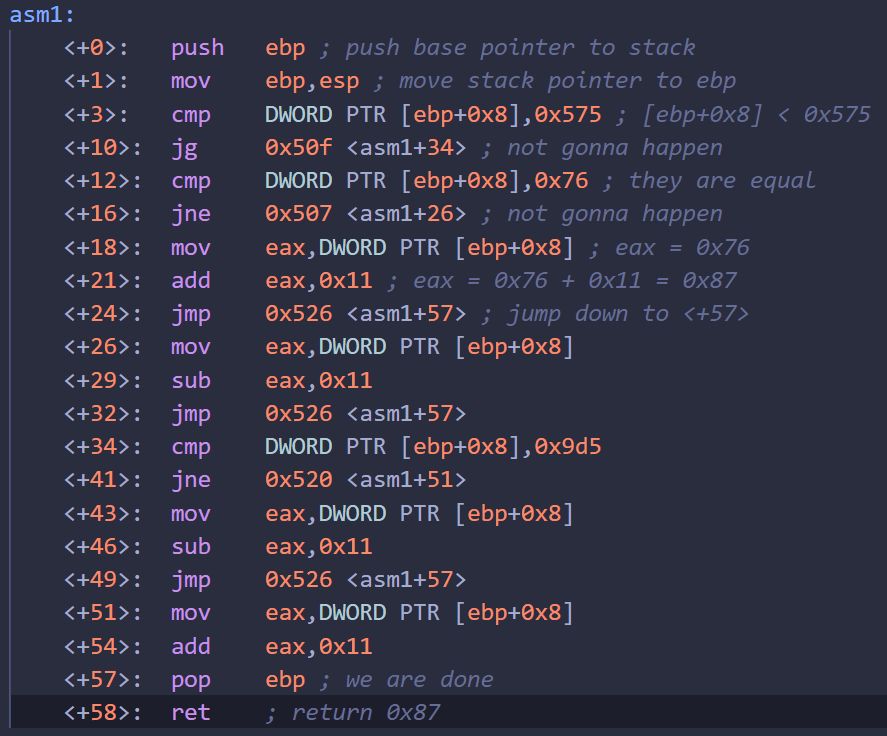 asm1:
<+0>: push ebp ; push base pointer to stack
<+1>: mov ebp,esp ; move stack pointer to ebp
<+3>: cmp DWORD PTR [ebp+0x8],0x575 ; [ebp+0x8] < 0x575
<+10>: jg 0x50f <asm1+34> ; not gonna happen
<+12>: cmp DWORD PTR [ebp+0x8],0x76 ; they are equal
<+16>: jne 0x507 <asm1+26> ; not gonna happen
<+18>: mov eax,DWORD PTR [ebp+0x8] ; eax = 0x76
<+21>: add eax,0x11 ; eax = 0x76 + 0x11 = 0x87
<+24>: jmp 0x526 <asm1+57> ; jump down to <+57>
<+26>: mov eax,DWORD PTR [ebp+0x8]
<+29>: sub eax,0x11
<+32>: jmp 0x526 <asm1+57>
<+34>: cmp DWORD PTR [ebp+0x8],0x9d5
<+41>: jne 0x520 <asm1+51>
<+43>: mov eax,DWORD PTR [ebp+0x8]
<+46>: sub eax,0x11
<+49>: jmp 0x526 <asm1+57>
<+51>: mov eax,DWORD PTR [ebp+0x8]
<+54>: add eax,0x11
<+57>: pop ebp ; we are done
<+58>: ret ; return 0x87